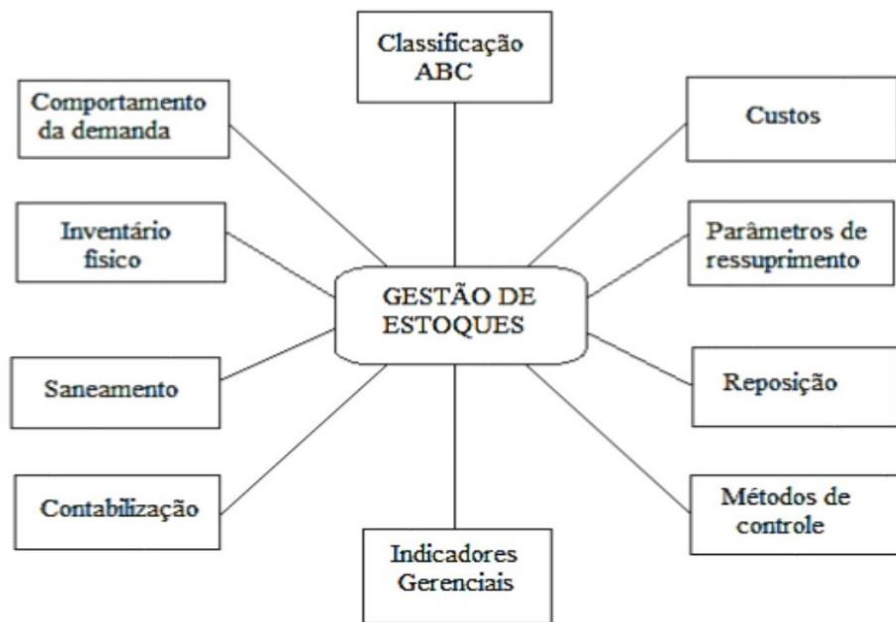 Classificação
ABC
Comportamento
da demanda
Custos
Inventário
físico
Parâmetros de
ressuprimento
GESTÃO DE
ESTOQUES
Saneamento
Reposição
Contabilização
Métodos de
controle
Indicadores
Gerenciais